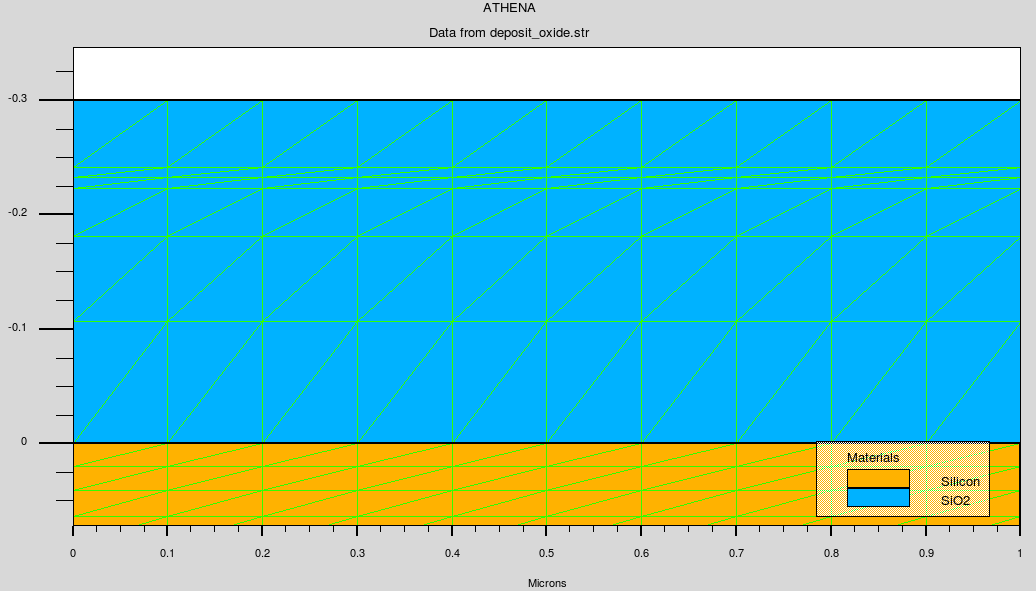 ATHENA
Data from deposit_oxide.str
-0.3
-0.2
-0.1
0
Materials
Silicon
SiO2
0 0.1 0.2 0.3 0.4 0.5 0.6 0.7 0.8 0.9 1
Microns